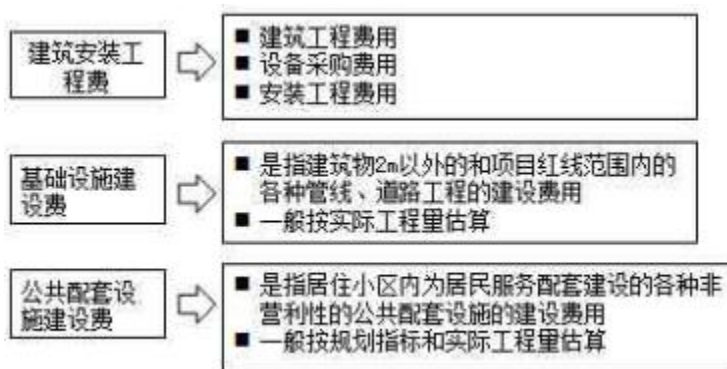 建筑安装工
程费
■ 建筑工程费用
■ 设备采购费用
■ 安装工程费用
基础设施建
设费
■ 是指建筑物2m以外的和项目红线范围内的
各种管线、道路工程的建设费用
■ 一般按实际工程量估算
公共配套设
施建设费
■ 是指居住小区内为居民服务配套建设的各种非
营利性的公共配套设施的建设费用
■ 一般按规划指标和实际工程量估算